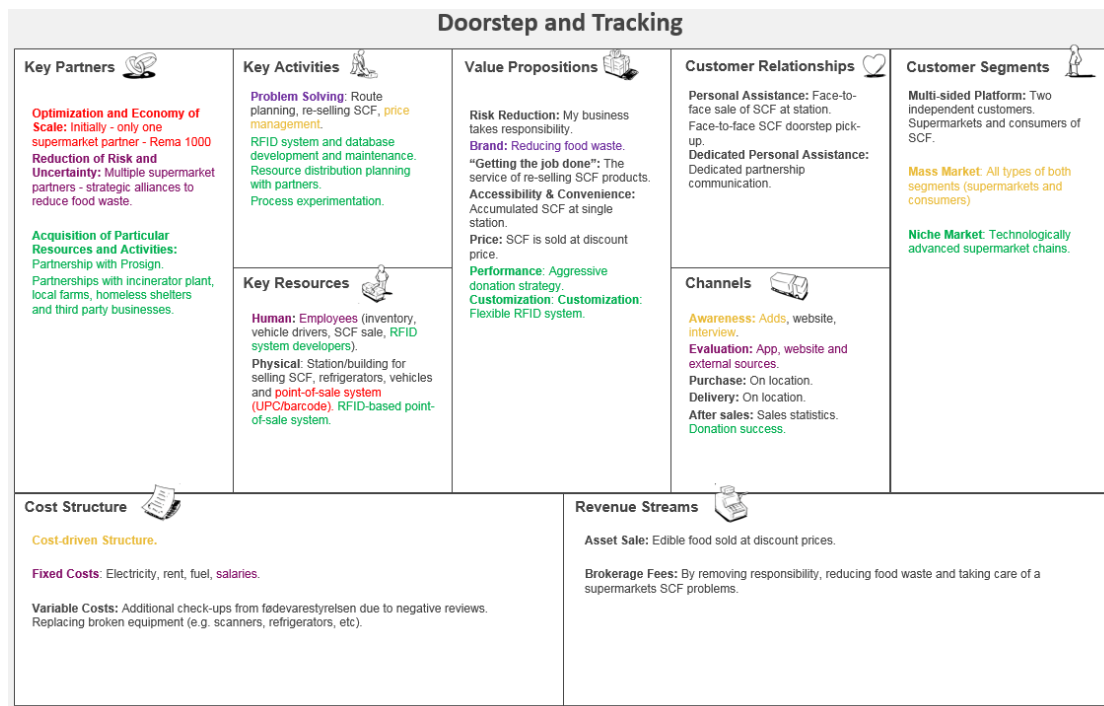 Doorstep and Tracking
Key Partners
Optimization and Economy of
Scale: Initially - only one
supermarket partner - Rema 1000
Reduction of Risk and
Uncertainty: Multiple supermarket
partners - strategic alliances to
reduce food waste.
Acquisition of Particular
Resources and Activities:
Partnership with Prosign.
Partnerships with incinerator plant,
local farms, homeless shelters
and third party businesses.
Key Activities
Problem Solving: Route
planning, re-selling SCF, price
management.
RFID system and database
development and maintenance.
Resource distribution planning
with partners.
Process experimentation.
Key Resources
Human: Employees (inventory,
vehicle drivers, SCF sale, RFID
system developers).
Physical: Station/building for
selling SCF, refrigerators, vehicles
and point-of-sale system
(UPC/barcode). RFID-based point-
of-sale system.
Value Propositions
Risk Reduction: My business
takes responsibility.
Brand: Reducing food waste.
“Getting the job done”: The
service of re-selling SCF products.
Accessibility & Convenience:
Accumulated SCF at single
station.
Price: SCF is sold at discount
price.
Performance: Aggressive
donation strategy.
Customization: Customization:
Flexible RFID system.
Customer Relationships
Personal Assistance: Face-to-
face sale of SCF at station.
Face-to-face SCF doorstep pick-
up.
Dedicated Personal Assistance:
Dedicated partnership
communication.
Channels
Awareness: Adds, website,
interview.
Evaluation: App, website and
external sources.
Purchase: On location.
Delivery: On location.
After sales: Sales statistics.
Donation success.
Customer Segments
Multi-sided Platform: Two
independent customers.
Supermarkets and consumers of
SCF.
Mass Market: All types of both
segments (supermarkets and
consumers)
Niche Market: Technologically
advanced supermarket chains.
Cost Structure
Cost-driven Structure.
Fixed Costs: Electricity, rent, fuel, salaries.
Variable Costs: Additional check-ups from fødevarestyrelsen due to negative reviews.
Replacing broken equipment (e.g. scanners, refrigerators, etc).
Revenue Streams
Asset Sale: Edible food sold at discount prices.
Brokerage Fees: By removing responsibility, reducing food waste and taking care of a
supermarkets SCF problems.